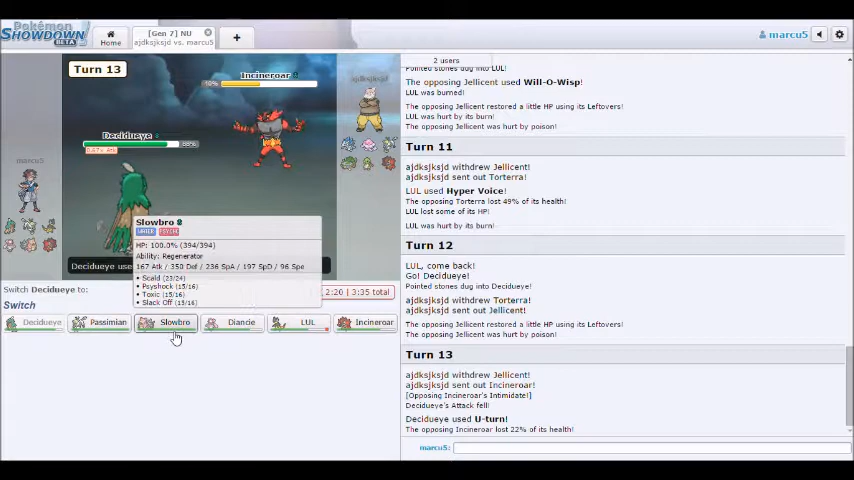 Pokémon
SHOWDOWN
BETA
Home
[Gen 7] NU
ajdksjksjd vs. marcu5
+
marcu5
2 users
Turn 13
Incineroar
ajdksjksjd
Decidueye
88%
0.67x Atk
marcu5
Slowbro
WATER PSYCHC
HP: 100.0% (394/394)
Ability: Regenerator
167 Atk / 350 Def / 236 SpA / 197 SpD / 96 Spe
• Scald (23/24)
• Psyshock (15/16)
• Toxic (15/16)
• Slack Off (15/16)
Decidueye use
Switch Decidueye to:
2:20 | 3:35 total
Switch
Decidueye
Passimian
Slowbro
Diancie
LUL
Incineroar
Pointed stones dug into LUL!
The opposing Jellicent used Will-O-Wisp!
LUL was burned!
The opposing Jellicent restored a little HP using its Leftovers!
LUL was hurt by its burn!
The opposing Jellicent was hurt by poison!
Turn 11
ajdksjksjd withdrew Jellicent!
ajdksjksjd sent out Torterra!
LUL used Hyper Voice!
The opposing Torterra lost 49% of its health!
LUL lost some of its HP!
LUL was hurt by its burn!
Turn 12
LUL, come back!
Go! Decidueye!
Pointed stones dug into Decidueye!
ajdksjksjd withdrew Torterra!
ajdksjksjd sent out Jellicent!
The opposing Jellicent restored a little HP using its Leftovers!
The opposing Jellicent was hurt by poison!
Turn 13
ajdksjksjd withdrew Jellicent!
ajdksjksjd sent out Incineroar!
[Opposing Incineroar's Intimidate!]
Decidueye's Attack fell!
Decidueye used U-turn!
The opposing Incineroar lost 22% of its health!
marcu5: